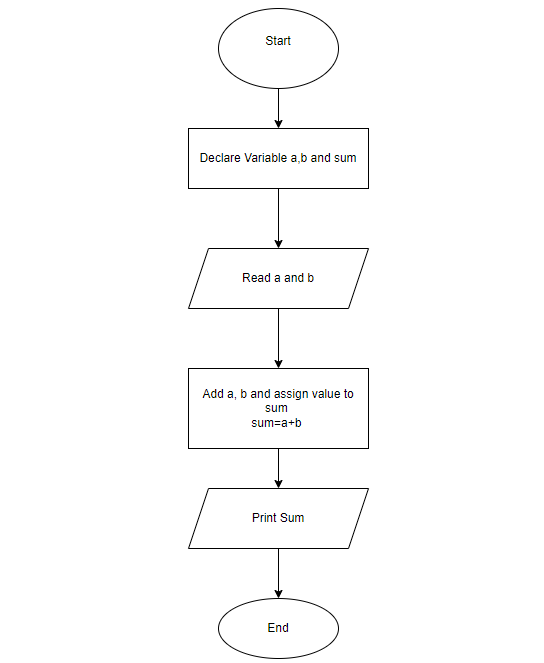 Start
Declare Variable a,b and sum
Read a and b
Add a, b and assign value to
sum
sum=a+b
Print Sum
End